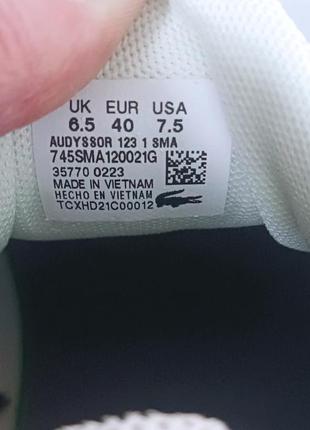 UK EUR USA
6.5 40 7.5
AUDYSSOR 123 1 SMA
745SMA120021G
35770 0223
MADE IN VIETNAM
HECHO EN VIETNAM
TCXHD21C00012